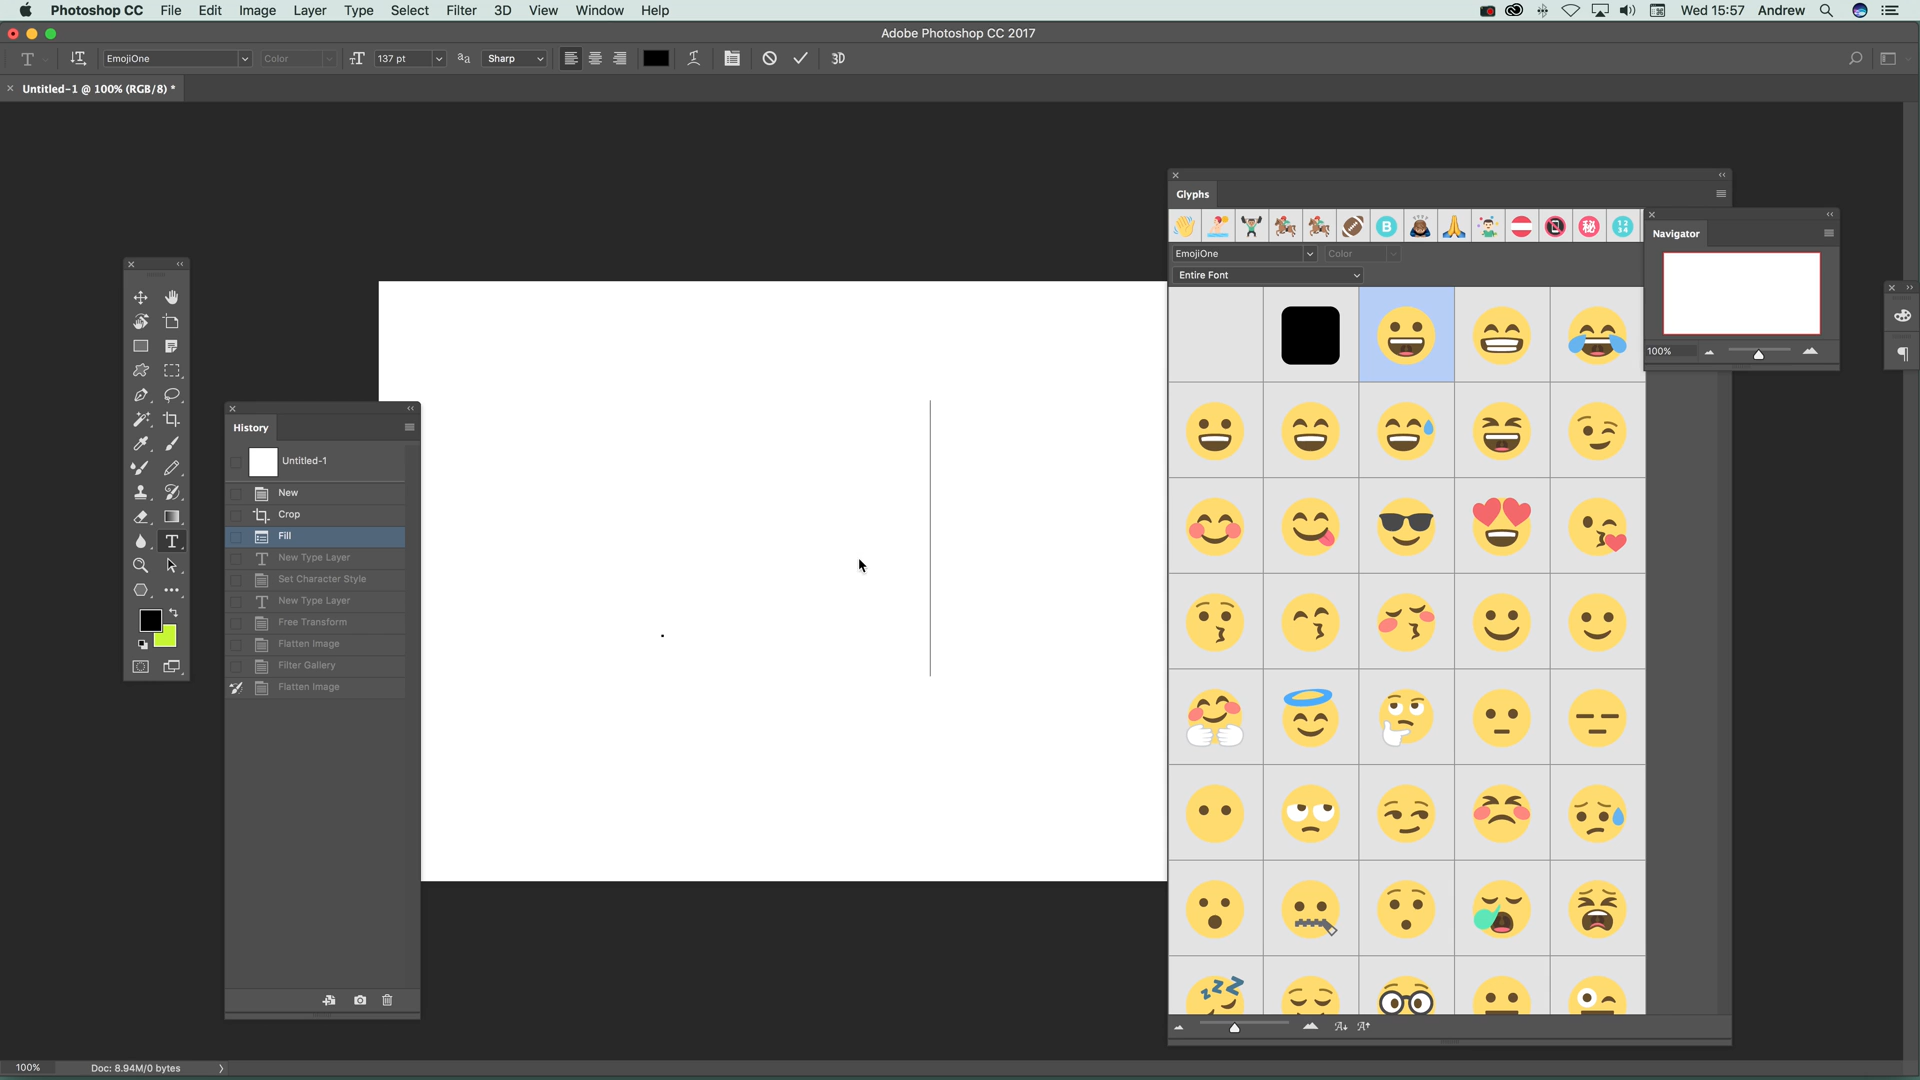 Photoshop CC File Edit Image Layer Type Select Filter 3D View Window Help Wed 15:57 Andrew
Adobe Photoshop CC 2017
EmojiOne Color 137 pt aa Sharp 3D
Untitled-1 @ 100% (RGB/8) *
Glyphs
EmojiOne Color
Entire Font
Navigator
100%
History
Untitled-1
New
Crop
Fill
New Type Layer
Set Character Style
New Type Layer
Free Transform
Flatten Image
Filter Gallery
Flatten Image
100% Doc: 8.94M/0 bytes